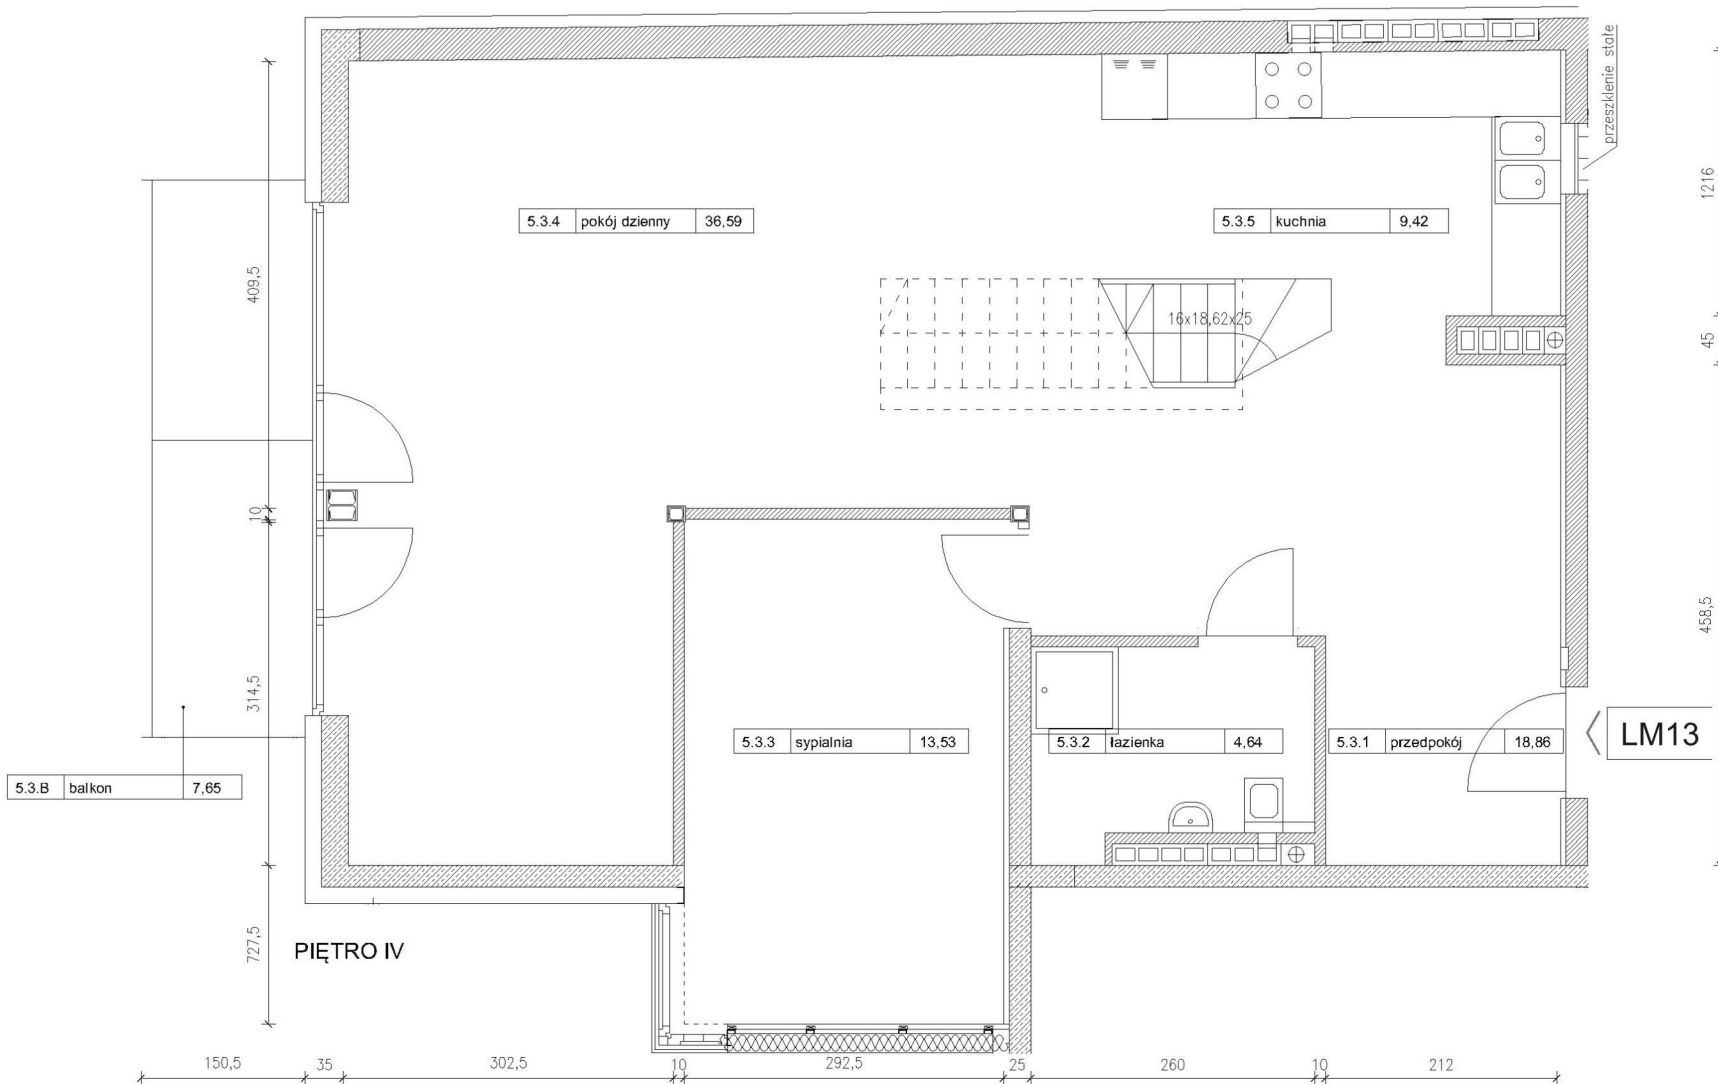 przeszklenie stałe
1216
5.3.4 pokój dzienny 36,59
5.3.5 kuchnia 9,42
409,5
16x18,62x25
45
10
458,5
314,5
5.3.3 sypialnia 13,53
5.3.2 łazienka 4,64
5.3.1 przedpokój 18,86
LM13
5.3.B balkon 7,65
727,5
PIĘTRO IV
150,5 35 302,5 10 292,5 25 260 10 212